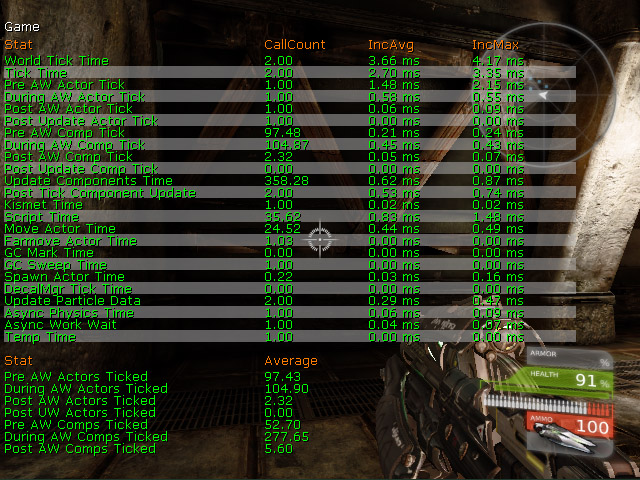 Game
Stat CallCount IncAvg IncMax
World Tick Time 2.00 3.66 ms 4.17 ms
Tick Time 2.00 2.70 ms 3.35 ms
Pre AW Actor Tick 1.00 1.48 ms 2.15 ms
During AW Actor Tick 1.00 0.53 ms 0.55 ms
Post AW Actor Tick 1.00 0.06 ms 0.09 ms
Post Update Actor Tick 1.00 0.00 ms 0.00 ms
Pre AW Comp Tick 97.48 0.21 ms 0.24 ms
During AW Comp Tick 104.87 0.45 ms 0.48 ms
Post AW Comp Tick 2.32 0.05 ms 0.07 ms
Post Update Comp Tick 0.00 0.00 ms 0.00 ms
Update Components Time 358.28 0.62 ms 0.87 ms
Post Tick Component Update 2.00 0.53 ms 0.74 ms
Kismet Time 1.00 0.02 ms 0.02 ms
Script Time 35.62 0.83 ms 1.48 ms
Move Actor Time 24.52 0.44 ms 0.49 ms
Farmove Actor Time 1.03 0.00 ms 0.00 ms
GC Mark Time 0.00 0.00 ms 0.00 ms
GC Sweep Time 1.00 0.00 ms 0.00 ms
Spawn Actor Time 0.22 0.03 ms 0.16 ms
DecalMgr Tick Time 1.00 0.00 ms 0.00 ms
Update Particle Data 2.00 0.29 ms 0.47 ms
Async Physics Time 1.00 0.06 ms 0.09 ms
Async Work Wait 1.00 0.04 ms 0.07 ms
Temp Time 1.00 0.00 ms 0.00 ms
Stat Average
Pre AW Actors Ticked 97.43
During AW Actors Ticked 104.90
Post AW Actors Ticked 2.32
Post UW Actors Ticked 0.00
Pre AW Comps Ticked 52.70
During AW Comps Ticked 277.65
Post AW Comps Ticked 5.60
ARMOR %
HEALTH 91 %
AMMO 100